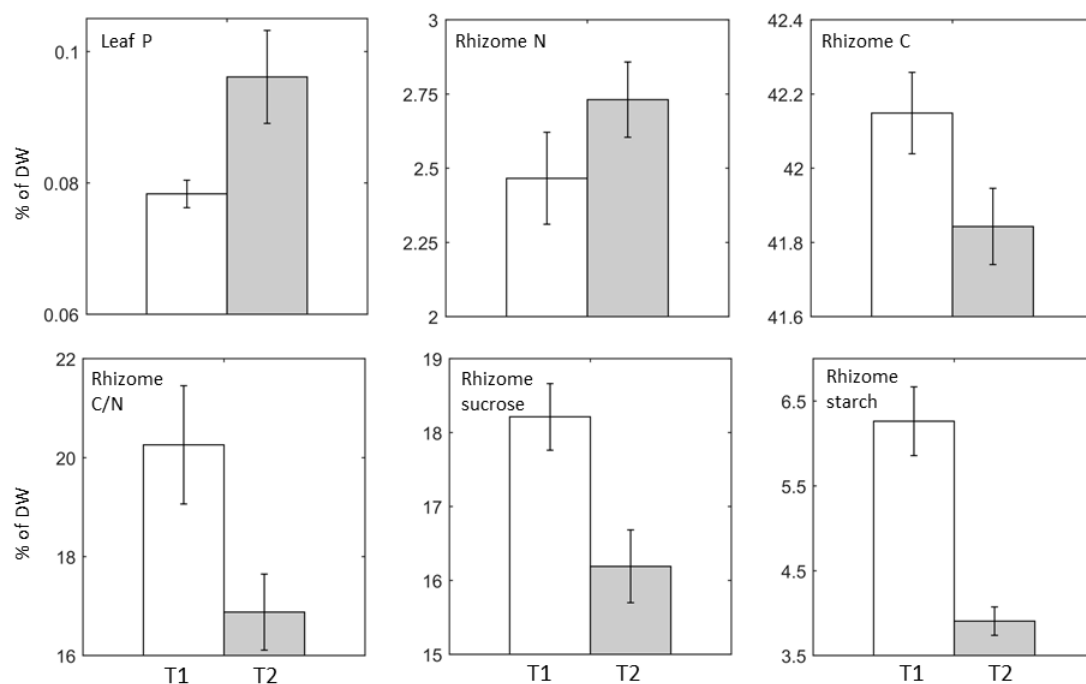 Leaf P
0.1
0.08
0.06
% of DW
Rhizome N
3
2.75
2.5
2.25
2
Rhizome C
42.4
42.2
42
41.8
41.6
Rhizome
C/N
22
20
18
16
% of DW
T1 T2
Rhizome
sucrose
19
18
17
16
15
T1 T2
Rhizome
starch
6.5
5.5
4.5
3.5
T1 T2